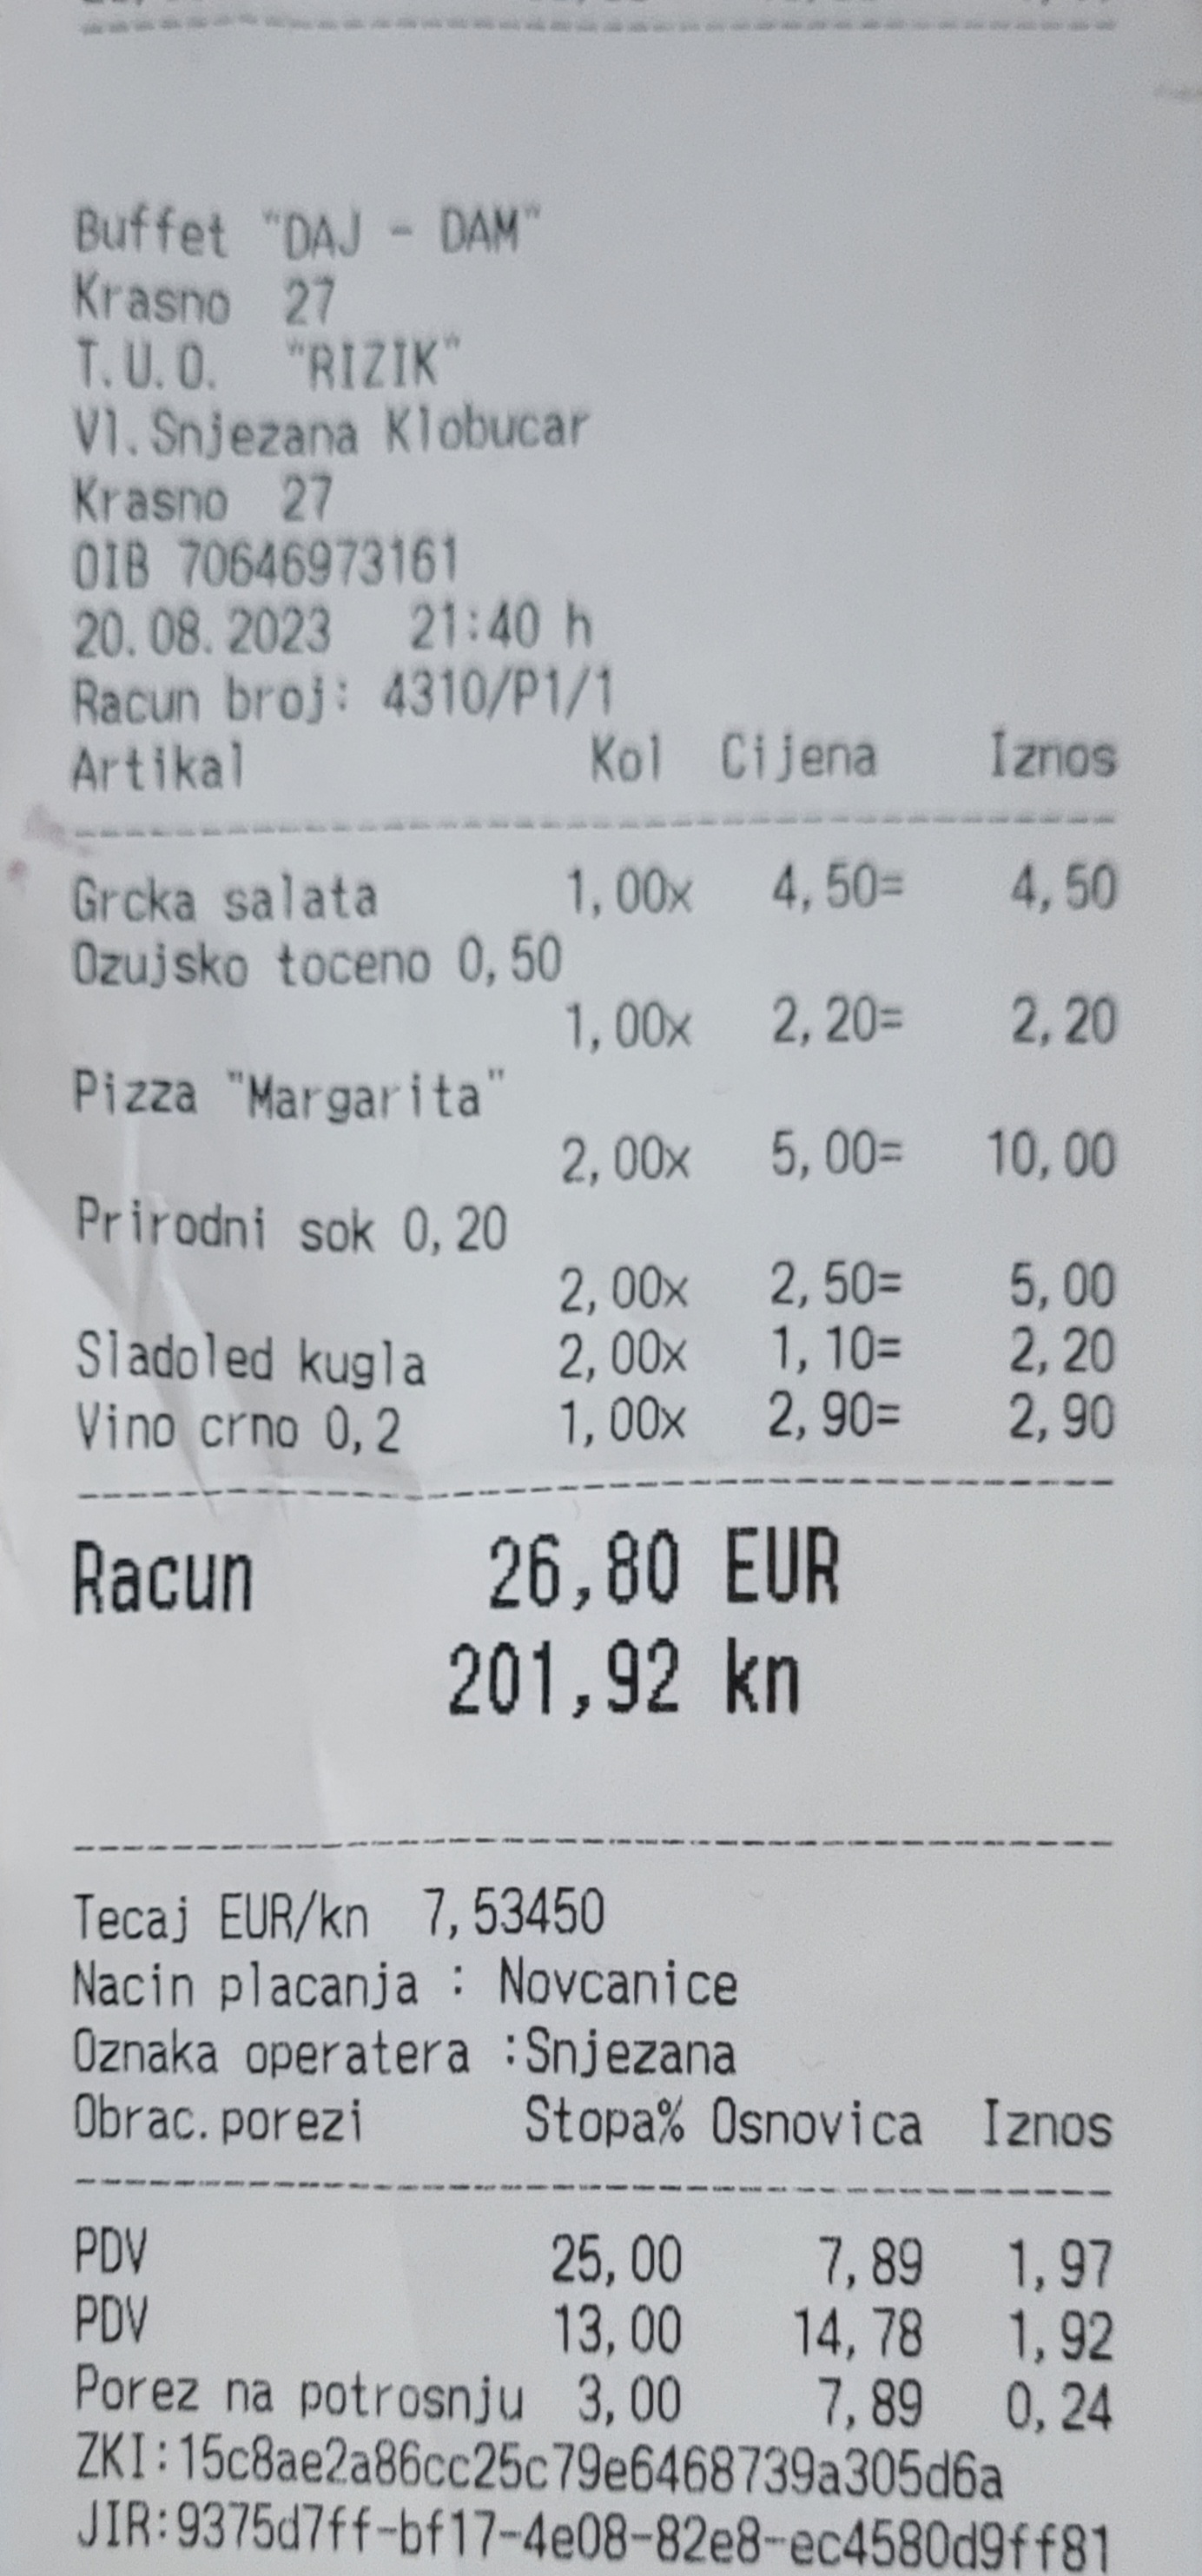 Buffet "DAJ - DAM"
Krasno 27
T.U.O. "RIZIK"
Vl.Snjezana Klobucar
Krasno 27
OIB 70646973161
20.08.2023 21:40 h
Racun broj: 4310/P1/1
Artikal Kol Cijena Iznos
Grcka salata 1,00x 4,50= 4,50
Ozujsko toceno 0,50
1,00x 2,20= 2,20
Pizza "Margarita"
2,00x 5,00= 10,00
Prirodni sok 0,20
2,00x 2,50= 5,00
Sladoled kugla 2,00x 1,10= 2,20
Vino crno 0,2 1,00x 2,90= 2,90
Racun 26,80 EUR
201,92 kn
Tecaj EUR/kn 7,53450
Nacin placanja : Novcanice
Oznaka operatera :Snjezana
Obrac.porezi Stopa% Osnovica Iznos
PDV 25,00 7,89 1,97
PDV 13,00 14,78 1,92
Porez na potrosnju 3,00 7,89 0,24
ZKI:15c8ae2a86cc25c79e6468739a305d6a
JIR:9375d7ff-bf17-4e08-82e8-ec4580d9ff81